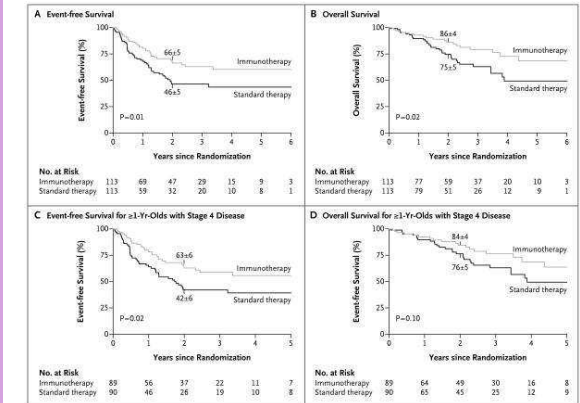 A Event-free Survival
100
75
50
25
0
Event-free Survival (%)
66±5
46±5
Immunotherapy
Standard therapy
P=0.01
0 1 2 3 4 5 6
Years since Randomization
No. at Risk
Immunotherapy 113 69 47 29 15 9 3
Standard therapy 113 59 32 20 10 8 1
B Overall Survival
100
75
50
25
0
Overall Survival (%)
86±4
75±5
Immunotherapy
Standard therapy
P=0.02
0 1 2 3 4 5 6
Years since Randomization
No. at Risk
Immunotherapy 113 77 59 37 20 10 3
Standard therapy 113 79 51 26 12 9 1
C Event-free Survival for ≥1-Yr-Olds with Stage 4 Disease
100
75
50
25
0
Event-free Survival (%)
63±6
42±6
Immunotherapy
Standard therapy
P=0.02
0 1 2 3 4 5
Years since Randomization
No. at Risk
Immunotherapy 89 56 37 22 11 7
Standard therapy 90 46 26 19 10 8
D Overall Survival for ≥1-Yr-Olds with Stage 4 Disease
100
75
50
25
0
Event-free Survival (%)
84±4
76±5
Immunotherapy
Standard therapy
P=0.10
0 1 2 3 4 5
Years since Randomization
No. at Risk
Immunotherapy 89 64 49 30 16 8
Standard therapy 90 65 45 25 12 9